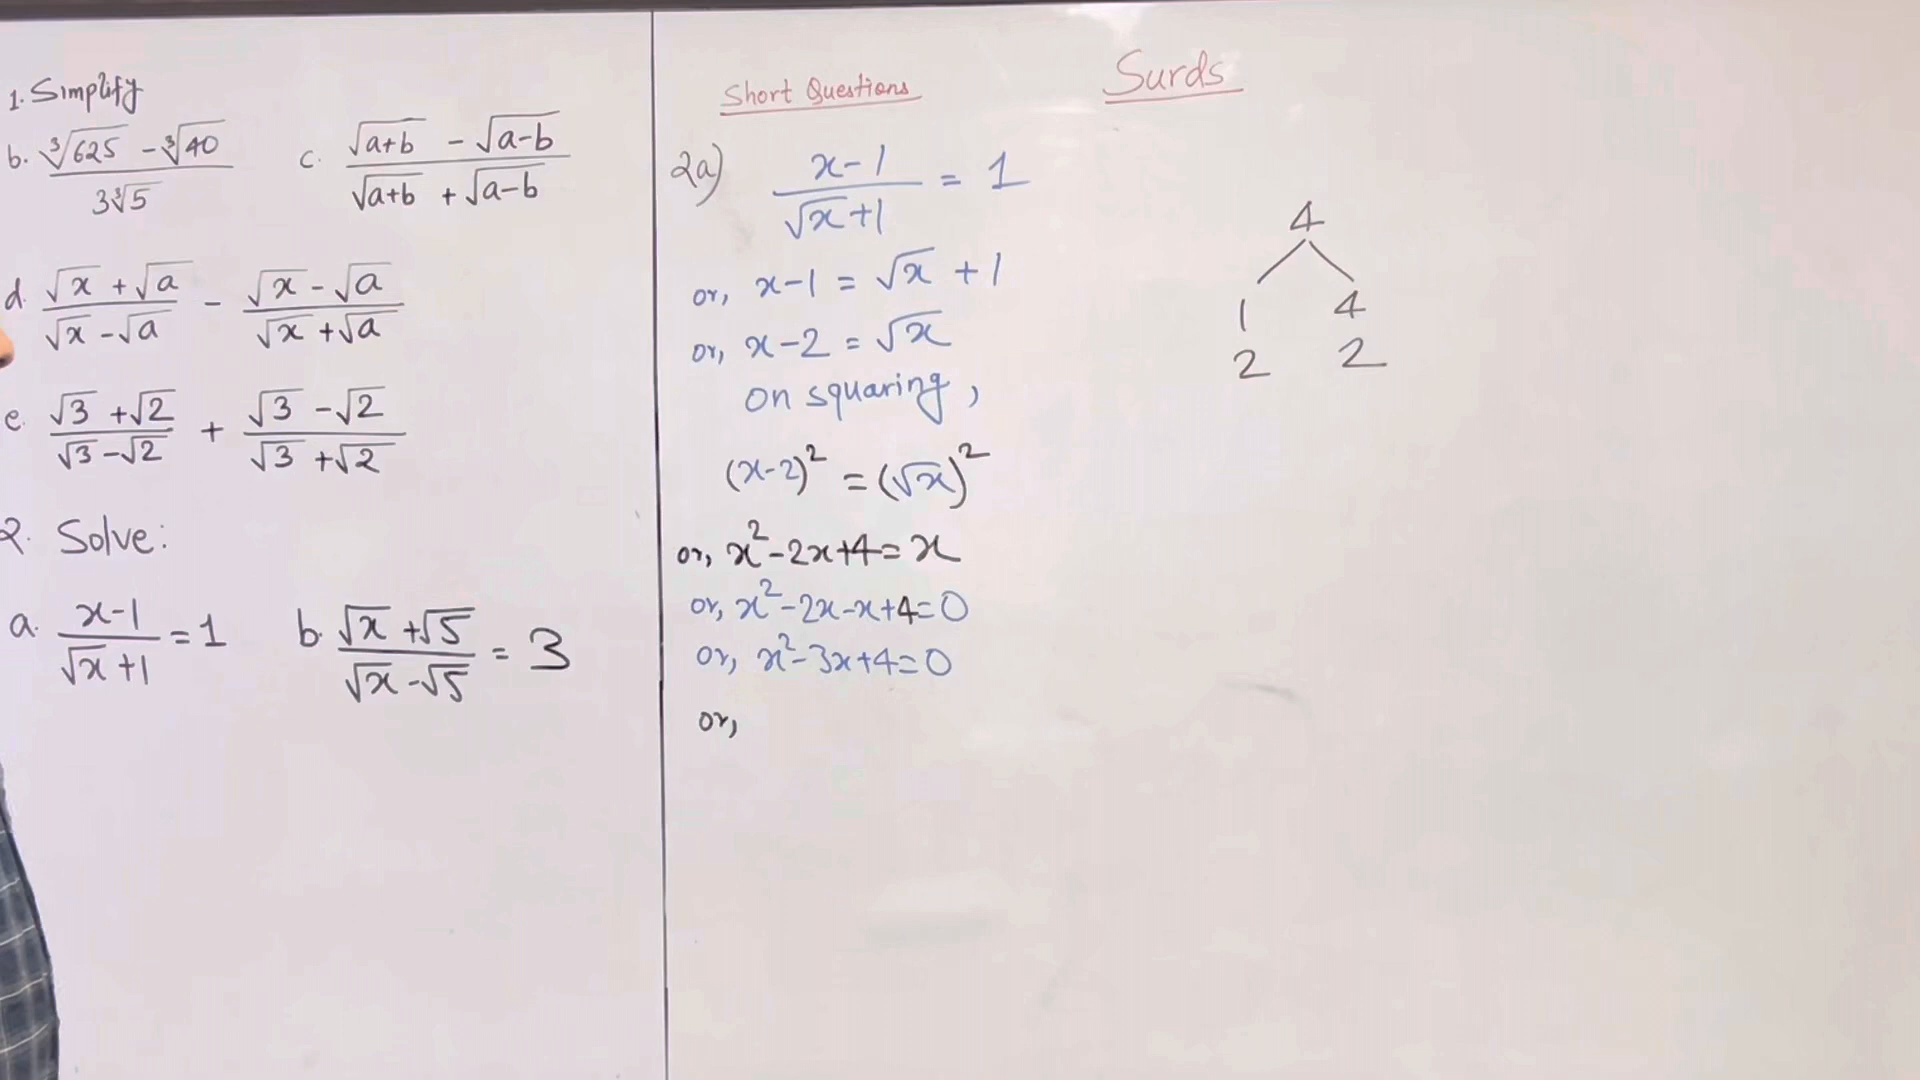 1. Simplify
b. (∛625 - ∛40) / 3∛5
c. (√(a+b) - √(a-b)) / (√(a+b) + √(a-b))
d. (√x + √a) / (√x - √a) - (√x - √a) / (√x + √a)
e. (√3 + √2) / (√3 - √2) + (√3 - √2) / (√3 + √2)
2. Solve:
a. (x-1) / (√x + 1) = 1
b. (√x + √5) / (√x - √5) = 3
Surds
Short Questions
2a) (x-1) / (√x + 1) = 1
or, x-1 = √x + 1
or, x-2 = √x
on squaring,
(x-2)² = (√x)²
or, x²-2x+4=x
or, x²-2x-x+4=0
or, x²-3x+4=0
or,
4
1 4
2 2